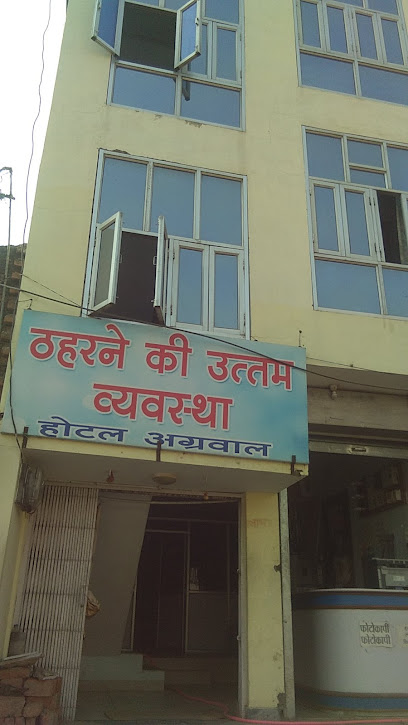 ठहरने की उत्तम
व्यवस्था
होटल अग्रवाल
फोटोकापी
फोटोकापी